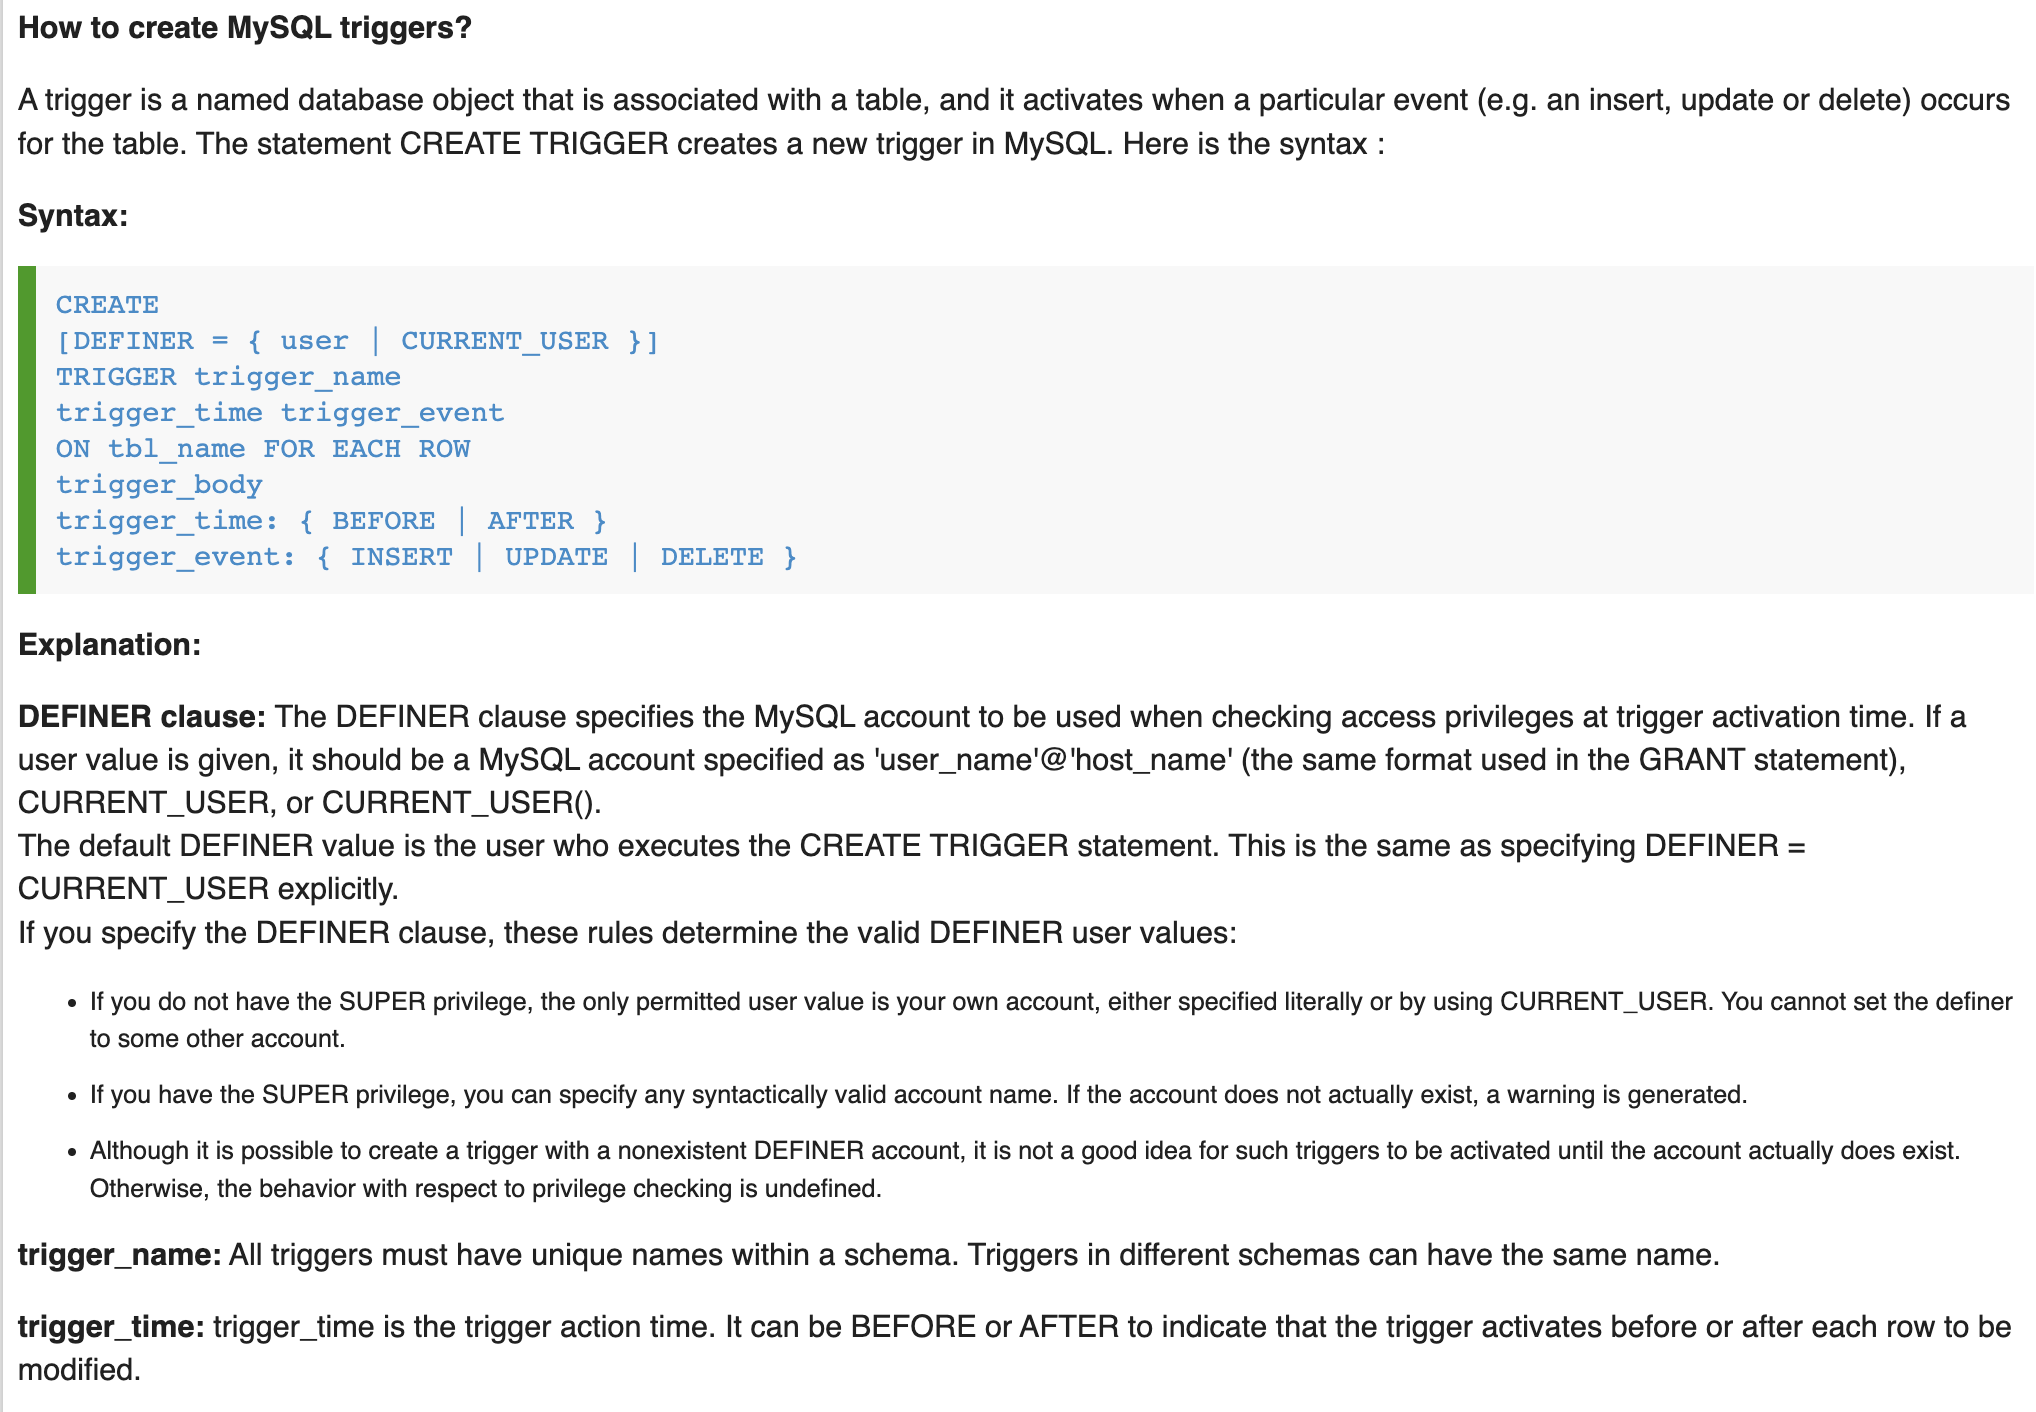 How to create MySQL triggers?
A trigger is a named database object that is associated with a table, and it activates when a particular event (e.g. an insert, update or delete) occurs
for the table. The statement CREATE TRIGGER creates a new trigger in MySQL. Here is the syntax :
Syntax:
CREATE
[DEFINER = { user | CURRENT_USER }]
TRIGGER trigger_name
trigger_time trigger_event
ON tbl_name FOR EACH ROW
trigger_body
trigger_time: { BEFORE | AFTER }
trigger_event: { INSERT | UPDATE | DELETE }
Explanation:
DEFINER clause: The DEFINER clause specifies the MySQL account to be used when checking access privileges at trigger activation time. If a
user value is given, it should be a MySQL account specified as 'user_name'@'host_name' (the same format used in the GRANT statement),
CURRENT_USER, or CURRENT_USER().
The default DEFINER value is the user who executes the CREATE TRIGGER statement. This is the same as specifying DEFINER =
CURRENT_USER explicitly.
If you specify the DEFINER clause, these rules determine the valid DEFINER user values:
• If you do not have the SUPER privilege, the only permitted user value is your own account, either specified literally or by using CURRENT_USER. You cannot set the definer
to some other account.
• If you have the SUPER privilege, you can specify any syntactically valid account name. If the account does not actually exist, a warning is generated.
• Although it is possible to create a trigger with a nonexistent DEFINER account, it is not a good idea for such triggers to be activated until the account actually does exist.
Otherwise, the behavior with respect to privilege checking is undefined.
trigger_name: All triggers must have unique names within a schema. Triggers in different schemas can have the same name.
trigger_time: trigger_time is the trigger action time. It can be BEFORE or AFTER to indicate that the trigger activates before or after each row to be
modified.